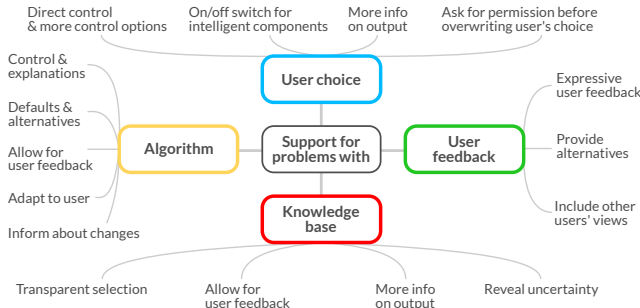 Direct control
& more control options
On/off switch for
intelligent components
More info
on output
Ask for permission before
overwriting user's choice
User choice
Control &
explanations
Defaults &
alternatives
Allow for
user feedback
Adapt to user
Inform about changes
Algorithm
Support for
problems with
User
feedback
Expressive
user feedback
Provide
alternatives
Include other
users' views
Knowledge
base
Transparent selection
Allow for
user feedback
More info
on output
Reveal uncertainty